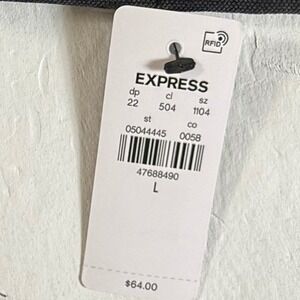 RFID
EXPRESS
dp cl sz
22 504 1104
st co
05044445 0058
47688490
L
$64.00